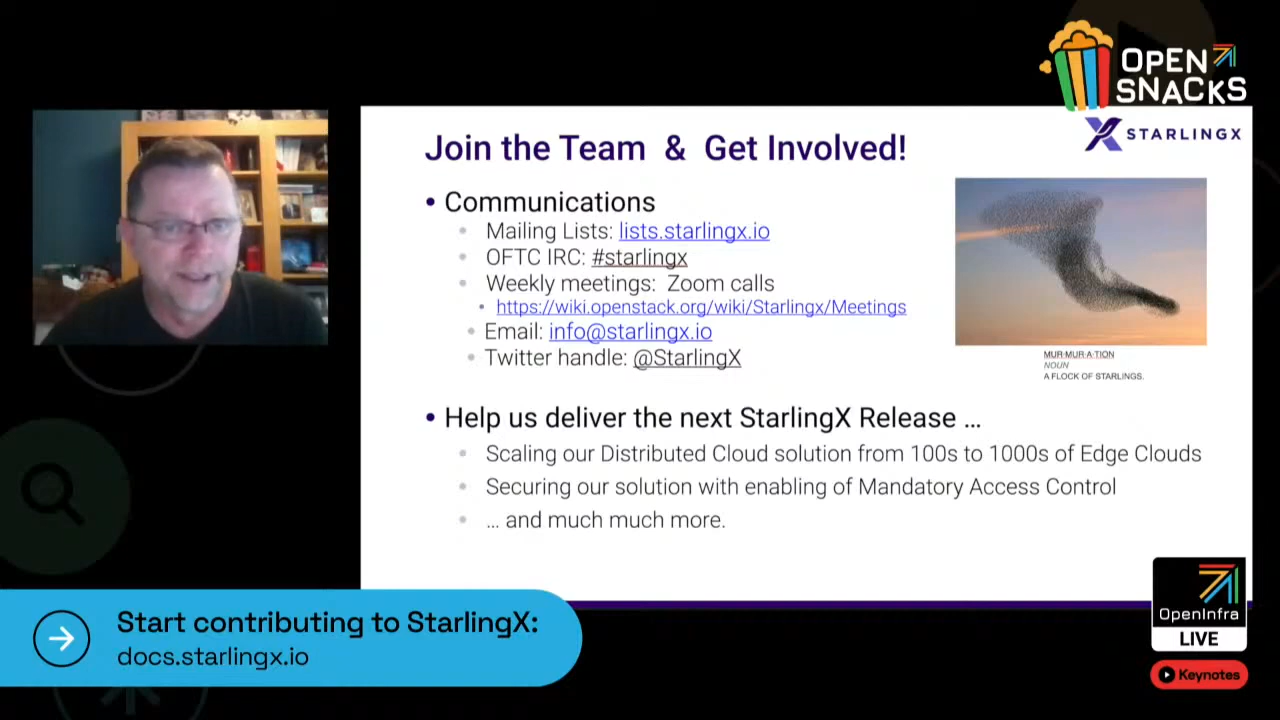 OPEN
SNACKS
STARLINGX
Join the Team & Get Involved!
• Communications
• Mailing Lists: lists.starlingx.io
• OFTC IRC: #starlingx
• Weekly meetings: Zoom calls
• https://wiki.openstack.org/wiki/Starlingx/Meetings
• Email: info@starlingx.io
• Twitter handle: @StarlingX
MUR·MUR·A·TION
NOUN
A FLOCK OF STARLINGS.
• Help us deliver the next StarlingX Release ...
• Scaling our Distributed Cloud solution from 100s to 1000s of Edge Clouds
• Securing our solution with enabling of Mandatory Access Control
• ... and much much more.
Start contributing to StarlingX:
docs.starlingx.io
OpenInfra
LIVE
Keynotes